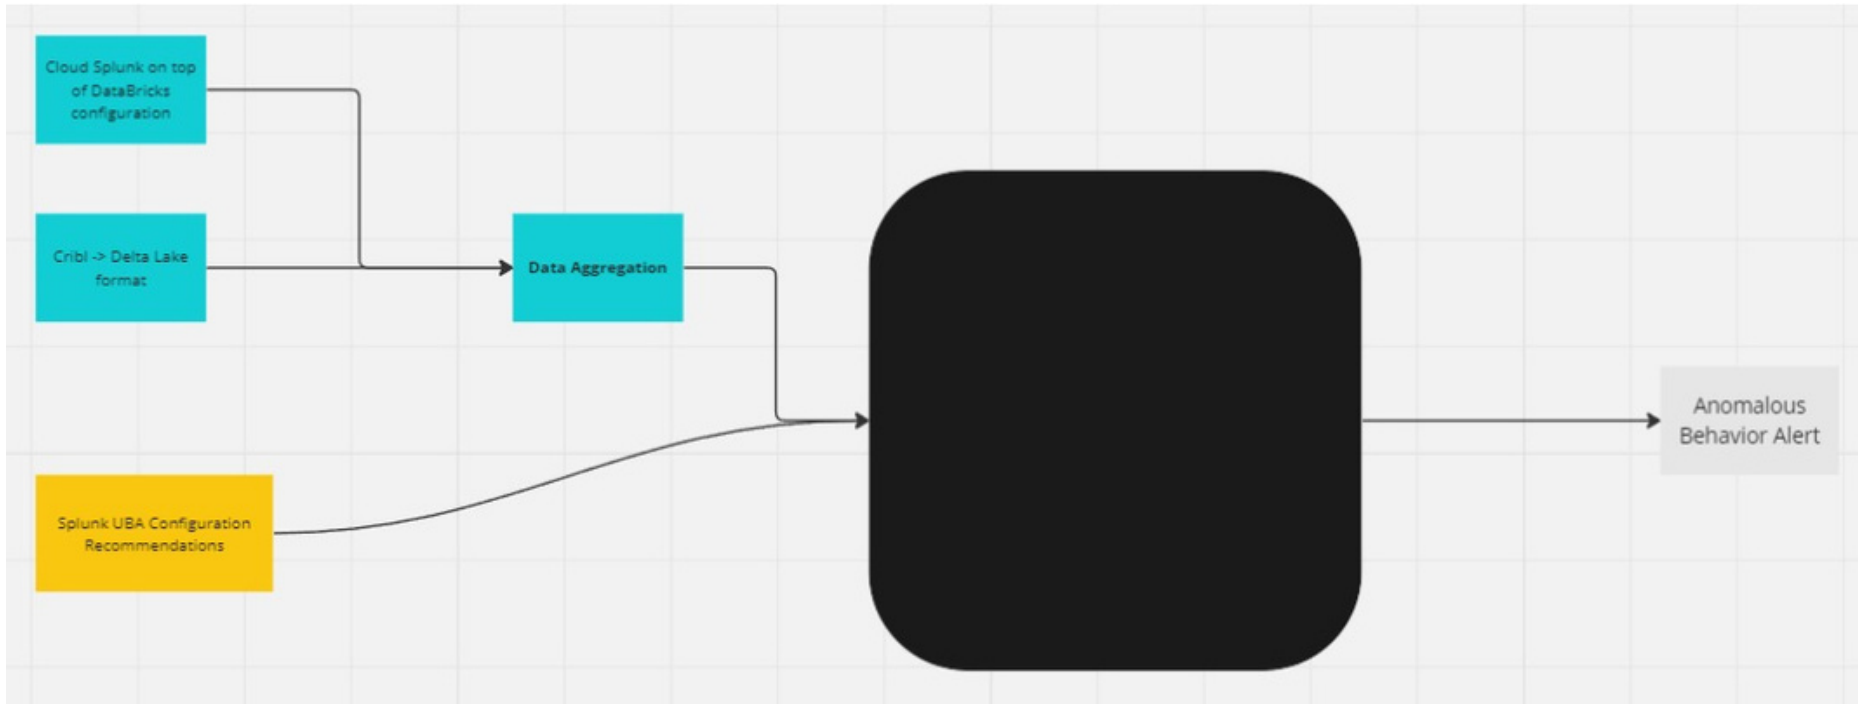 Cloud Splunk on top
of DataBricks
configuration
Cribl -> Delta Lake
format
Data Aggregation
Splunk UBA Configuration
Recommendations
Anomalous
Behavior Alert